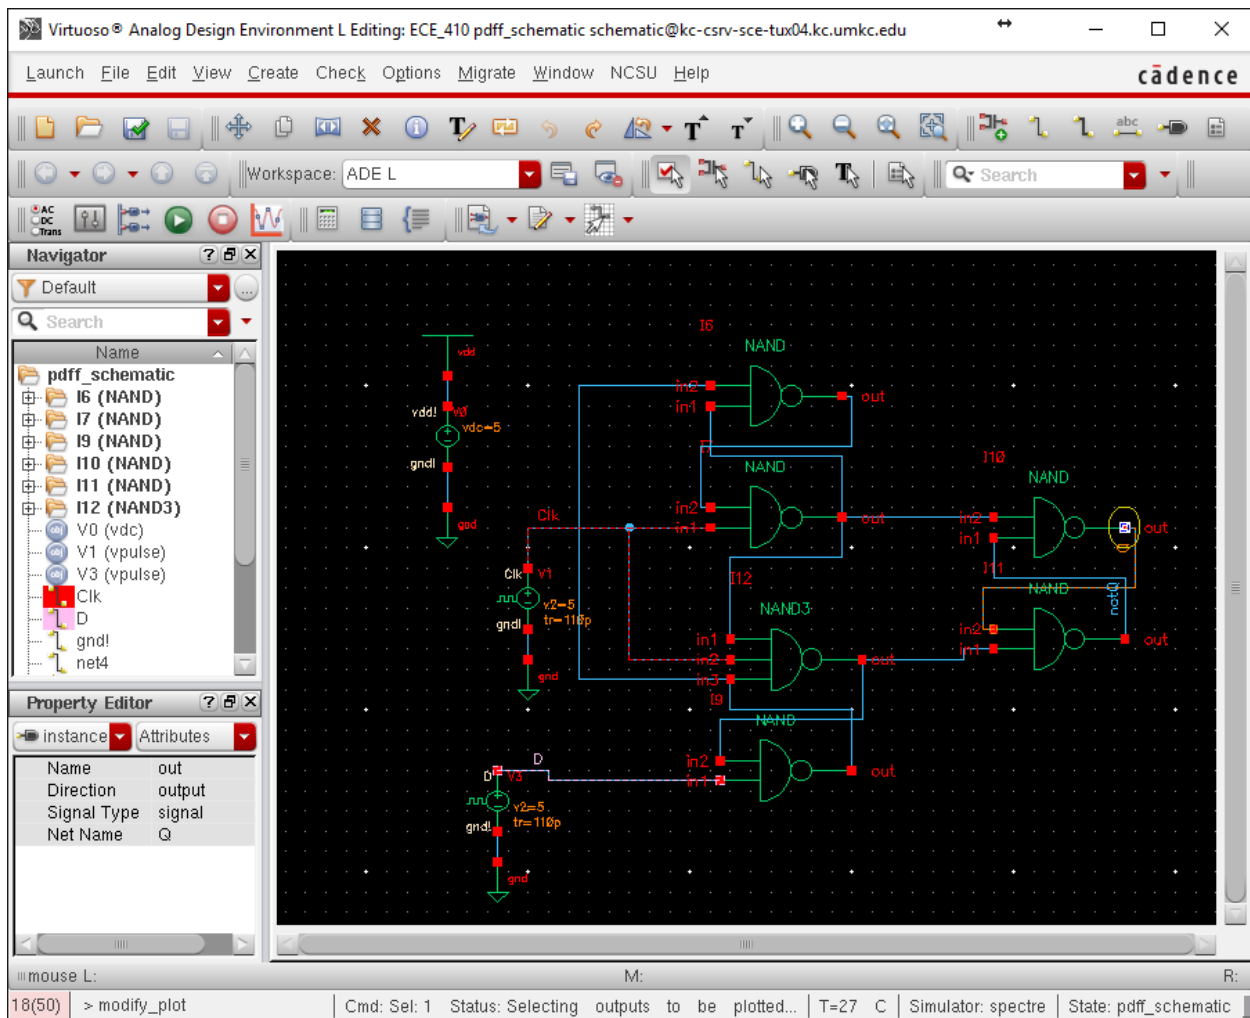 Virtuoso® Analog Design Environment L Editing: ECE_410 pdff_schematic schematic@kc-csrv-sce-tux04.kc.umkc.edu
Launch File Edit View Create Check Options Migrate Window NCSU Help
cādence
abc
Workspace: ADE L
Search
AC
DC
Trans
Navigator
Default
Search
Name
pdff_schematic
I6 (NAND)
I7 (NAND)
I9 (NAND)
I10 (NAND)
I11 (NAND)
I12 (NAND3)
V0 (vdc)
V1 (vpulse)
V3 (vpulse)
Clk
D
gnd!
net4
Property Editor
instance Attributes
Name out
Direction output
Signal Type signal
Net Name Q
I6
NAND
vdd
in2
in1
out
vdd! V0
vdc=5
gnd!
gnd
I7
NAND
in2
in1
out
Clk
I10
NAND
in2
in1
out
Clk V1
v2=5
tr=110p
gnd!
gnd
I12
NAND3
in1
in2
in3
out
I11
NAND
notQ
in2
in1
out
I9
NAND
in2
in1
out
D
D V3
v2=5
tr=110p
gnd!
gnd
mouse L: M: R:
18(50) > modify_plot Cmd: Sel: 1 Status: Selecting outputs to be plotted... T=27 C Simulator: spectre State: pdff_schematic